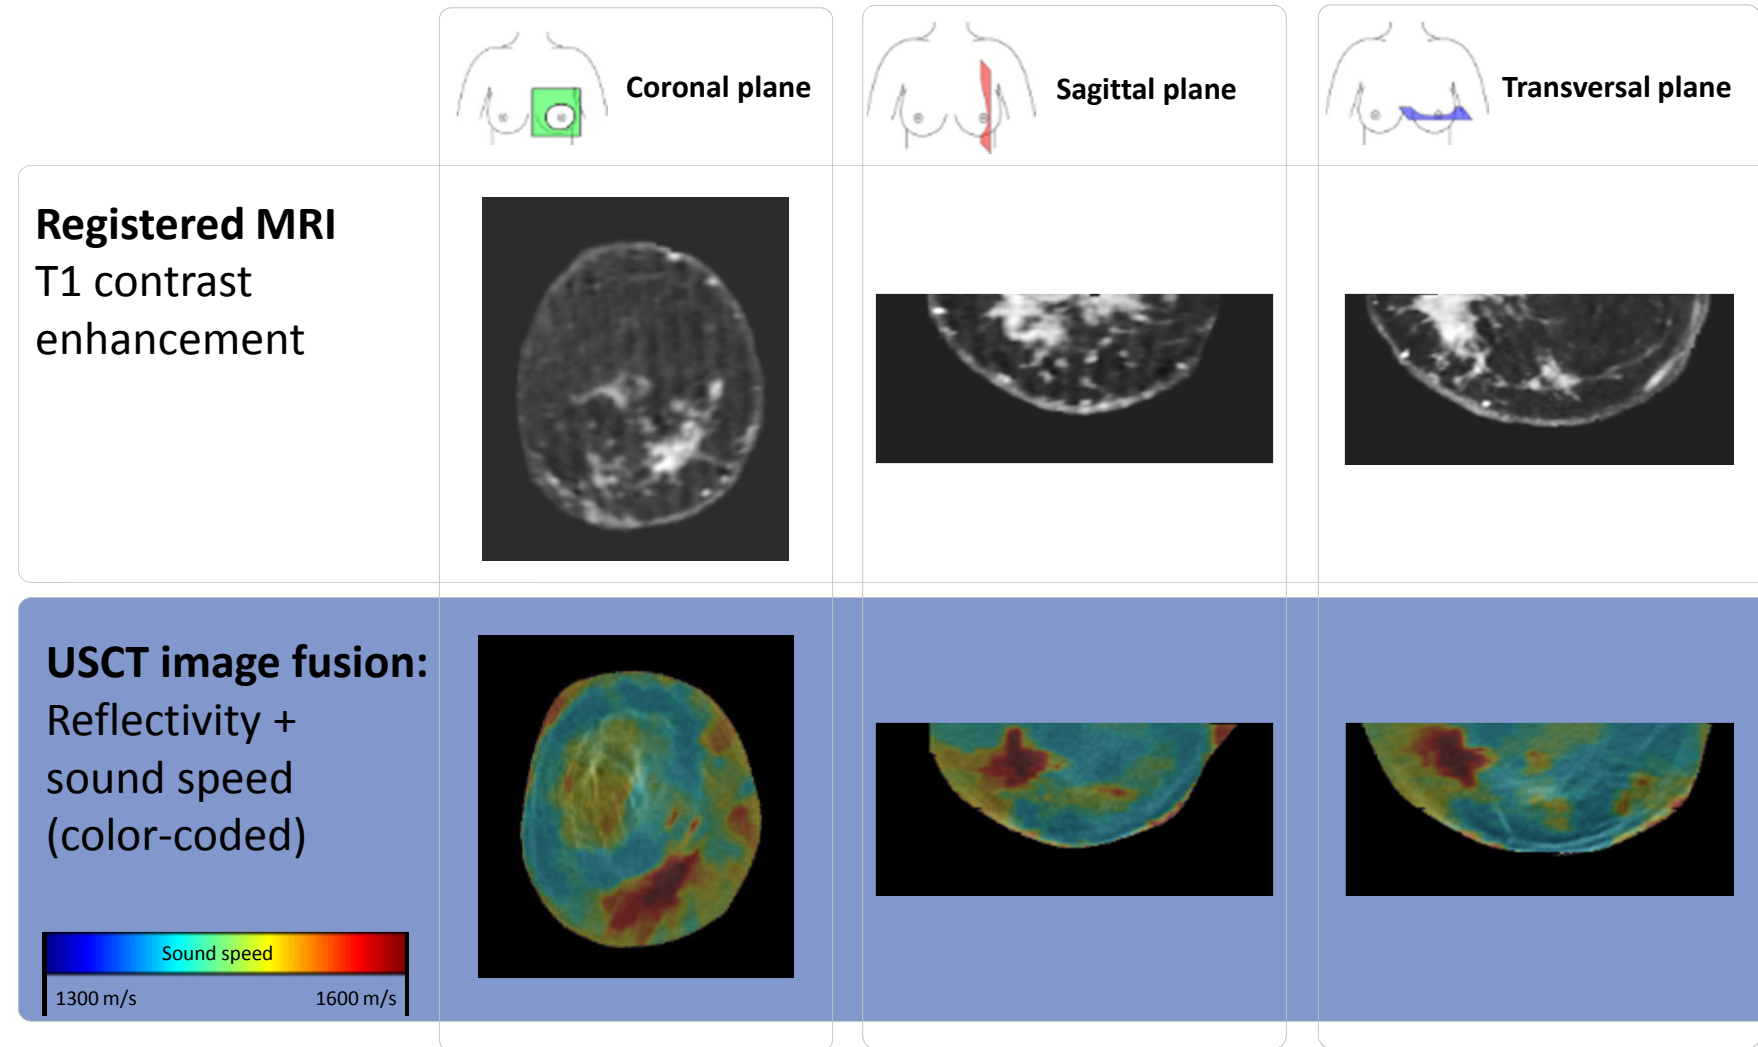 Coronal plane
Sagittal plane
Transversal plane
Registered MRI
T1 contrast
enhancement
USCT image fusion:
Reflectivity +
sound speed
(color-coded)
Sound speed
1300 m/s
1600 m/s